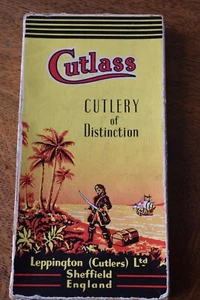 Cutlass
CUTLERY
of
Distinction
Leppington (Cutlers) Ltd
Sheffield
England